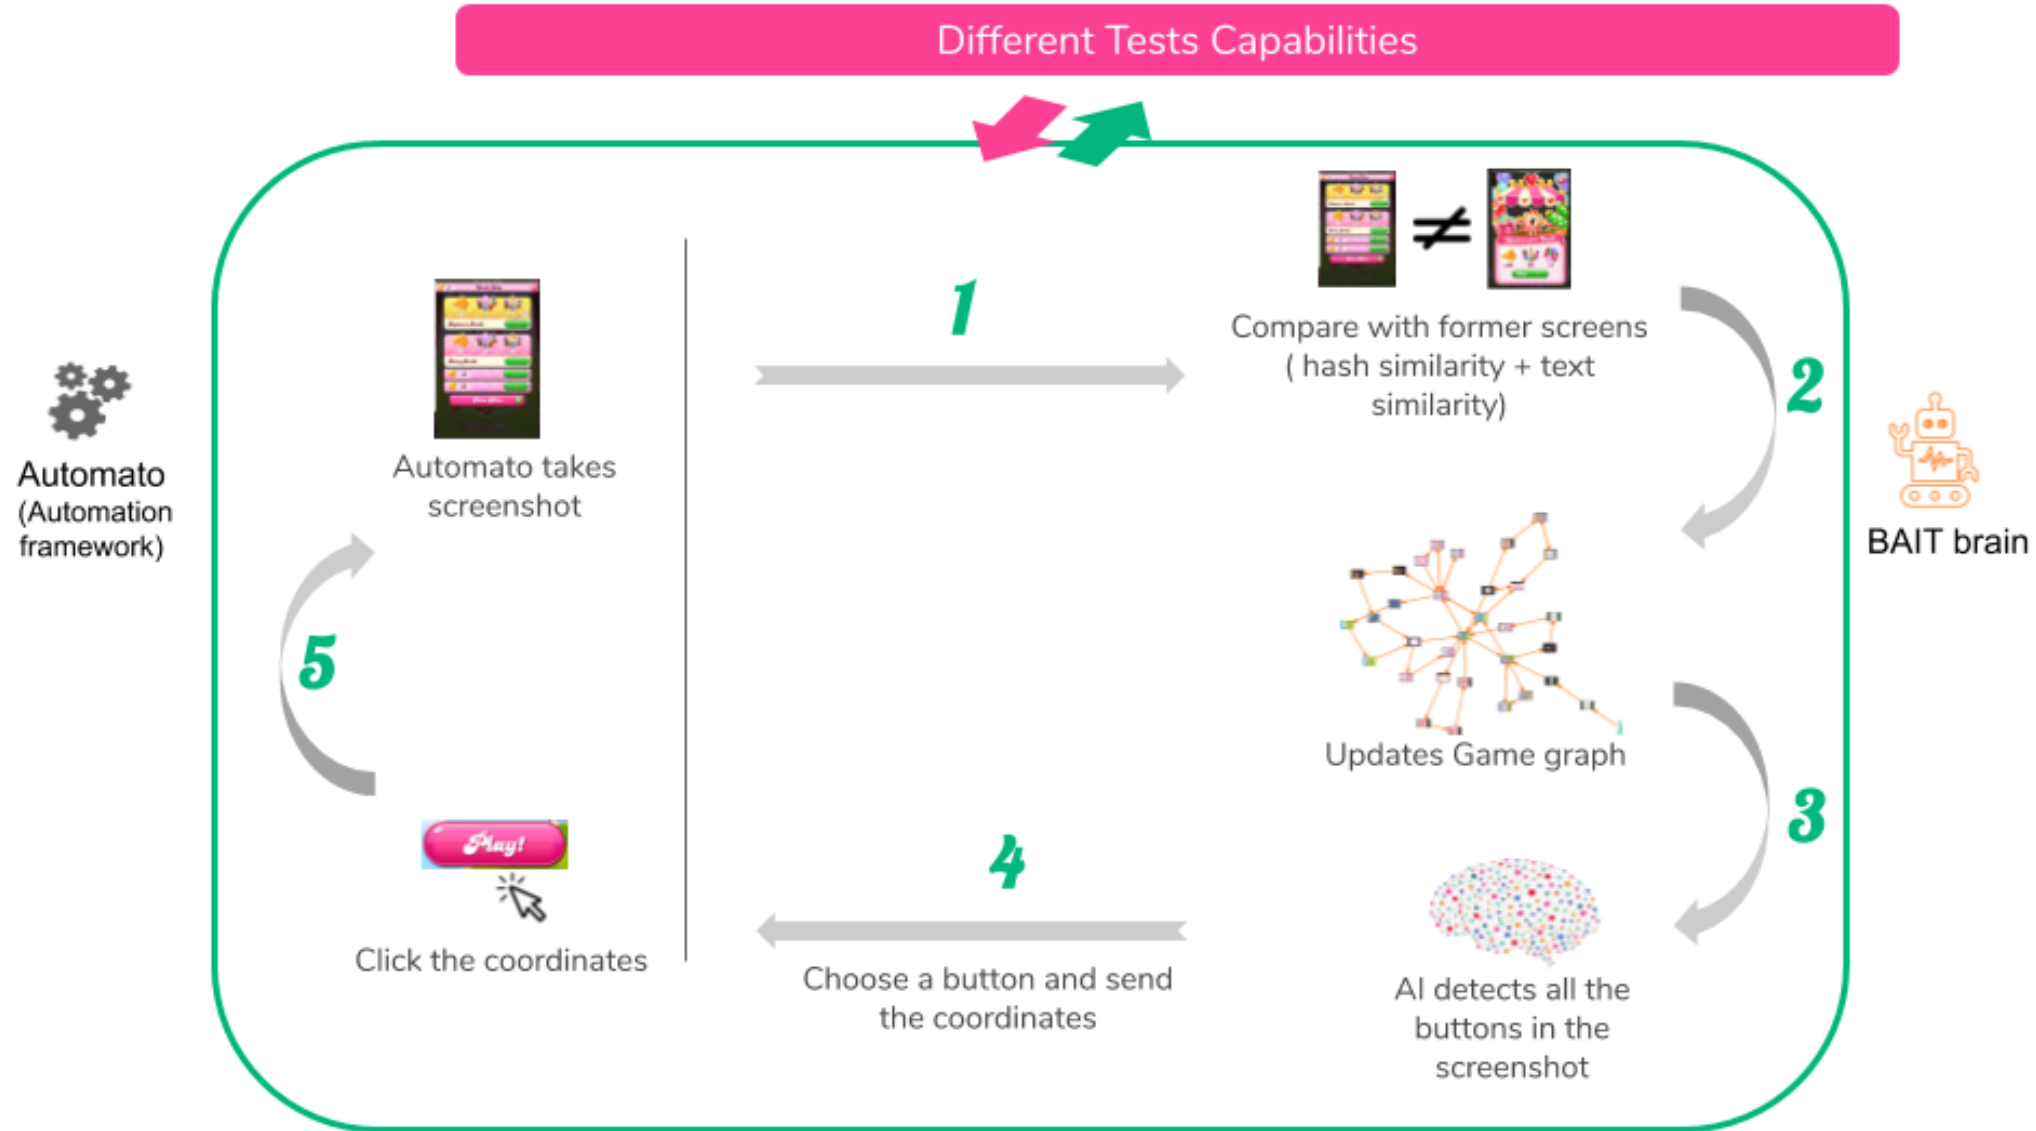 Different Tests Capabilities
1
Compare with former screens
( hash similarity + text
similarity)
2
Automato
(Automation
framework)
Automato takes
screenshot
BAIT brain
5
Updates Game graph
3
Play!
4
Click the coordinates
Choose a button and send
the coordinates
AI detects all the
buttons in the
screenshot